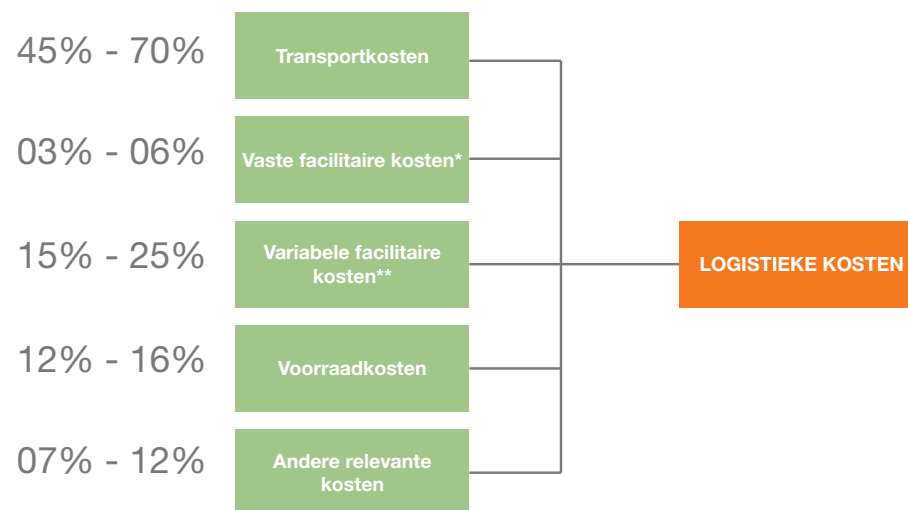 45% - 70%
Transportkosten
03% - 06%
Vaste facilitaire kosten*
15% - 25%
Variabele facilitaire
kosten**
LOGISTIEKE KOSTEN
12% - 16%
Voorraadkosten
07% - 12%
Andere relevante
kosten